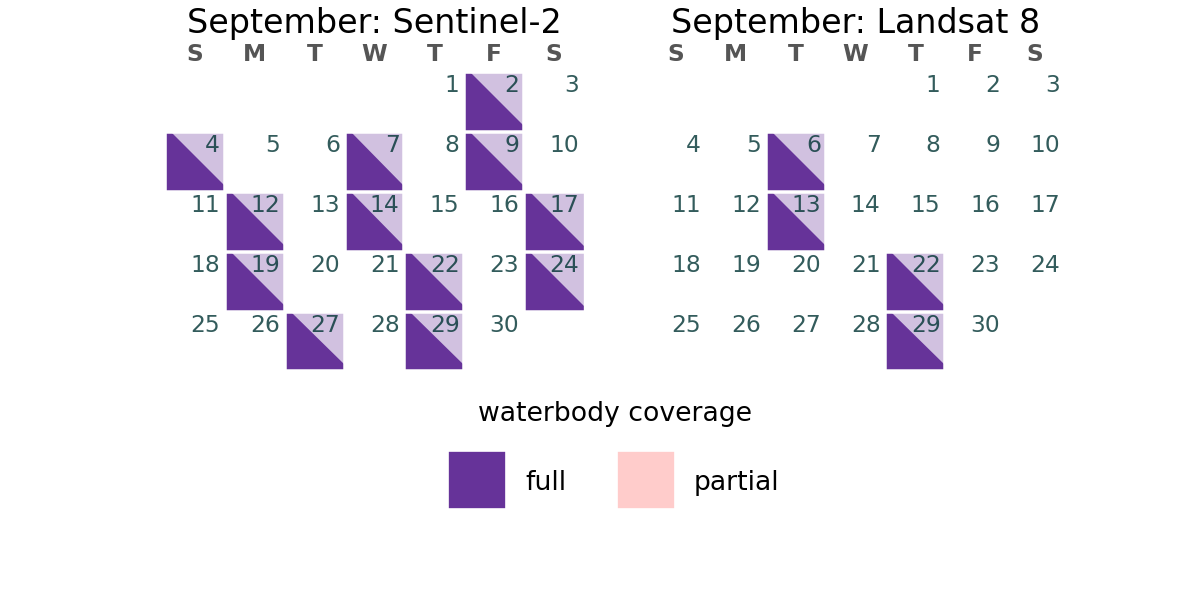 September: Sentinel-2
S M T W T F S
1 2 3
4 5 6 7 8 9 10
11 12 13 14 15 16 17
18 19 20 21 22 23 24
25 26 27 28 29 30
September: Landsat 8
S M T W T F S
1 2 3
4 5 6 7 8 9 10
11 12 13 14 15 16 17
18 19 20 21 22 23 24
25 26 27 28 29 30
waterbody coverage
full partial